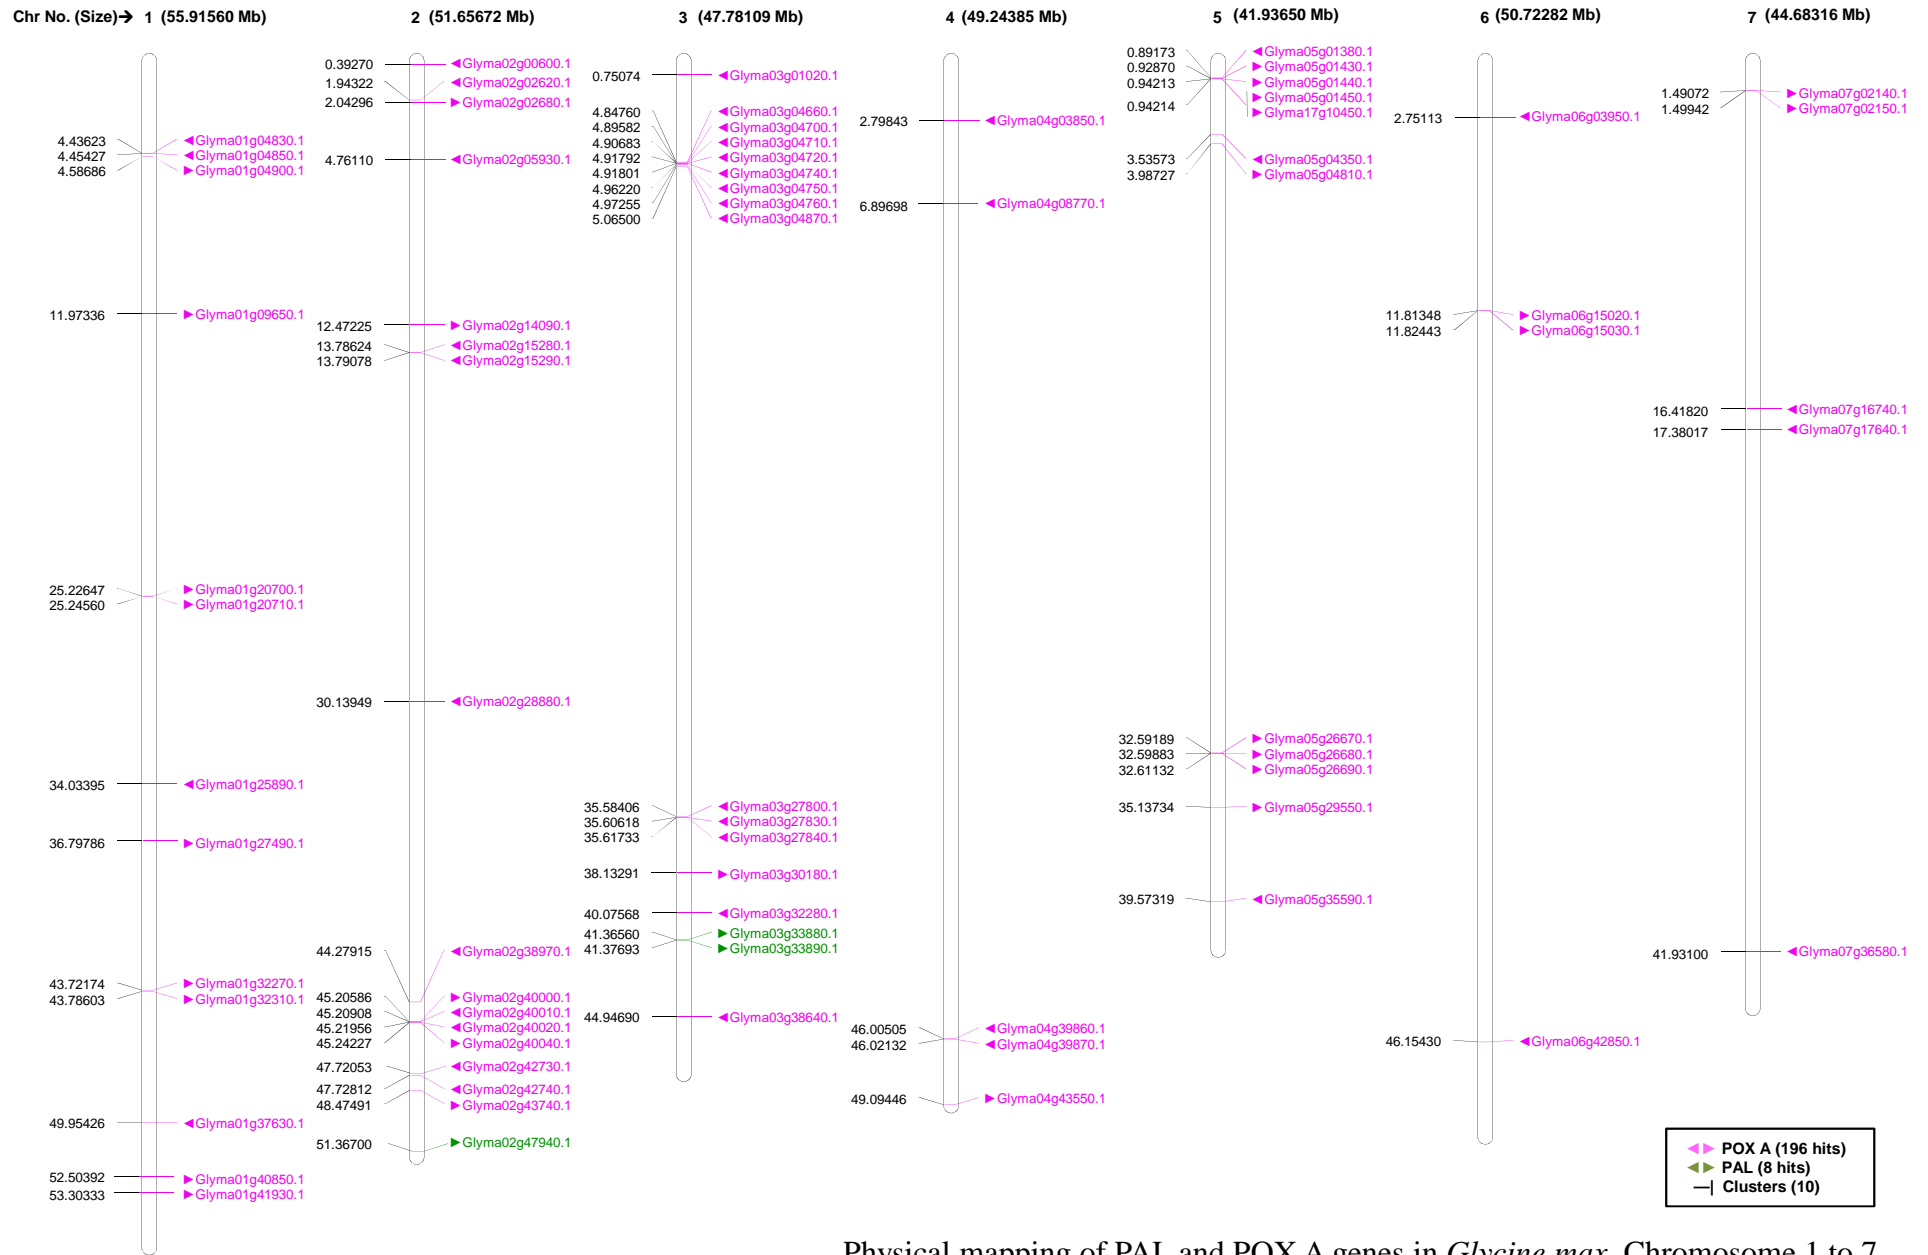 Chr No. (Size)→ 1 (55.91560 Mb) 2 (51.65672 Mb) 3 (47.78109 Mb) 4 (49.24385 Mb) 5 (41.93650 Mb) 6 (50.72282 Mb) 7 (44.68316 Mb)
4.43623 ◄Glyma01g04830.1
4.45427 ◄Glyma01g04850.1
4.58686 ►Glyma01g04900.1
11.97336 ►Glyma01g09650.1
25.22647 ►Glyma01g20700.1
25.24560 ►Glyma01g20710.1
34.03395 ◄Glyma01g25890.1
36.79786 ►Glyma01g27490.1
43.72174 ►Glyma01g32270.1
43.78603 ►Glyma01g32310.1
49.95426 ◄Glyma01g37630.1
52.50392 ►Glyma01g40850.1
53.30333 ►Glyma01g41930.1
0.39270 ◄Glyma02g00600.1
1.94322 ◄Glyma02g02620.1
2.04296 ►Glyma02g02680.1
4.76110 ◄Glyma02g05930.1
12.47225 ►Glyma02g14090.1
13.78624 ◄Glyma02g15280.1
13.79078 ◄Glyma02g15290.1
30.13949 ◄Glyma02g28880.1
44.27915 ◄Glyma02g38970.1
45.20586 ►Glyma02g40000.1
45.20908 ◄Glyma02g40010.1
45.21956 ◄Glyma02g40020.1
45.24227 ►Glyma02g40040.1
47.72053 ◄Glyma02g42730.1
47.72812 ◄Glyma02g42740.1
48.47491 ►Glyma02g43740.1
51.36700 ►Glyma02g47940.1
0.75074 ◄Glyma03g01020.1
4.84760 ◄Glyma03g04660.1
4.89582 ◄Glyma03g04700.1
4.90683 ◄Glyma03g04710.1
4.91792 ◄Glyma03g04720.1
4.91801 ◄Glyma03g04740.1
4.96220 ◄Glyma03g04750.1
4.97255 ◄Glyma03g04760.1
5.06500 ◄Glyma03g04870.1
35.58406 ◄Glyma03g27800.1
35.60618 ◄Glyma03g27830.1
35.61733 ◄Glyma03g27840.1
38.13291 ►Glyma03g30180.1
40.07568 ◄Glyma03g32280.1
41.36560 ►Glyma03g33880.1
41.37693 ►Glyma03g33890.1
44.94690 ◄Glyma03g38640.1
2.79843 ◄Glyma04g03850.1
6.89698 ◄Glyma04g08770.1
46.00505 ◄Glyma04g39860.1
46.02132 ◄Glyma04g39870.1
49.09446 ►Glyma04g43550.1
0.89173 ◄Glyma05g01380.1
0.92870 ►Glyma05g01430.1
0.94213 ◄Glyma05g01440.1
►Glyma05g01450.1
0.94214 ►Glyma17g10450.1
3.53573 ◄Glyma05g04350.1
3.98727 ►Glyma05g04810.1
32.59189 ►Glyma05g26670.1
32.59883 ►Glyma05g26680.1
32.61132 ►Glyma05g26690.1
35.13734 ►Glyma05g29550.1
39.57319 ◄Glyma05g35590.1
2.75113 ◄Glyma06g03950.1
11.81348 ►Glyma06g15020.1
11.82443 ►Glyma06g15030.1
46.15430 ◄Glyma06g42850.1
1.49072 ►Glyma07g02140.1
1.49942 ►Glyma07g02150.1
16.41820 ◄Glyma07g16740.1
17.38017 ◄Glyma07g17640.1
41.93100 ◄Glyma07g36580.1
◄► POX A (196 hits)
◄► PAL (8 hits)
Clusters (10)
Physical mapping of PAL and POX A genes in Glycine max. Chromosome 1 to 7